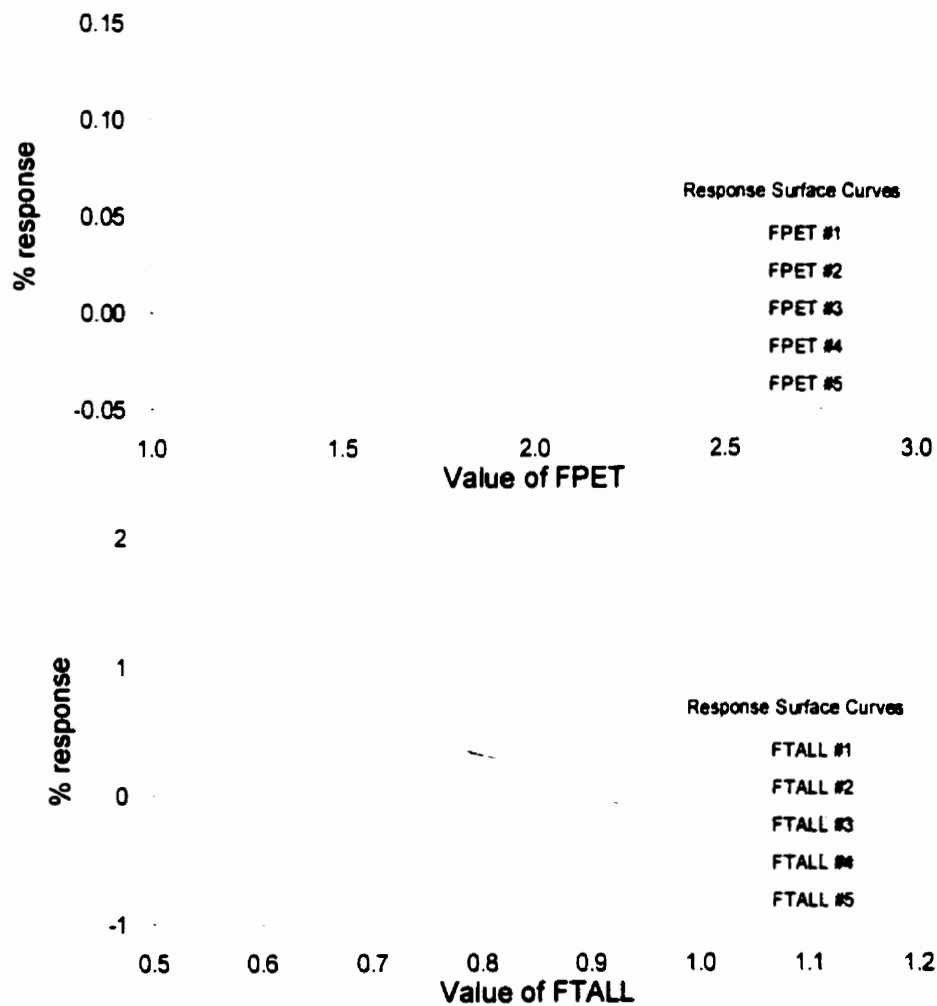 0.15
0.10
0.05
0.00
-0.05
% response
Response Surface Curves
FPET #1
FPET #2
FPET #3
FPET #4
FPET #5
1.0 1.5 2.0 2.5 3.0
Value of FPET
2
1
0
-1
% response
Response Surface Curves
FTALL #1
FTALL #2
FTALL #3
FTALL #4
FTALL #5
0.5 0.6 0.7 0.8 0.9 1.0 1.1 1.2
Value of FTALL